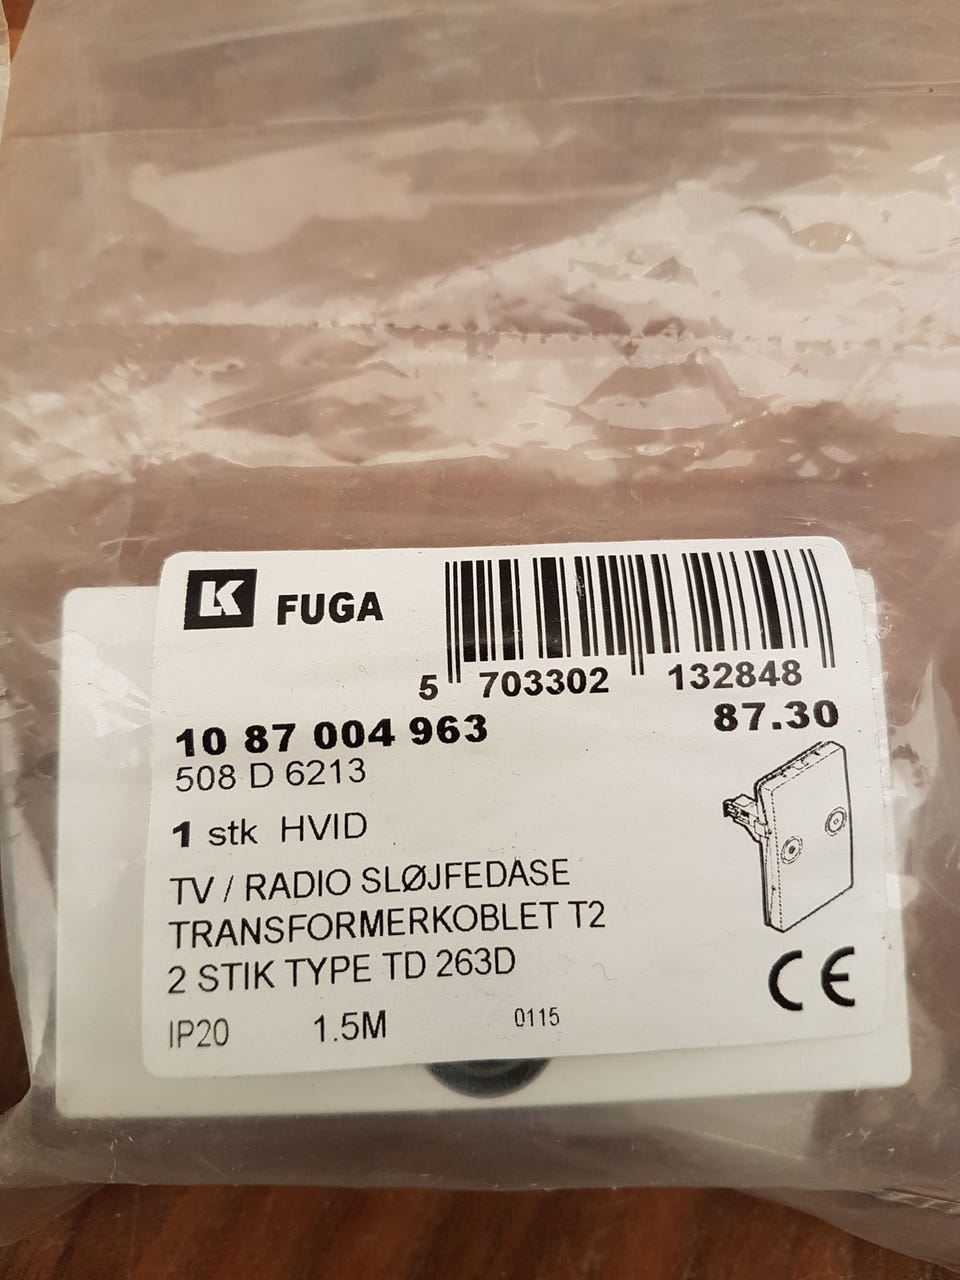 LK FUGA
5 703302 132848
10 87 004 963 87.30
508 D 6213
1 stk HVID
TV / RADIO SLØJFEDASE
TRANSFORMERKOBLET T2
2 STIK TYPE TD 263D
IP20 1.5M 0115
CE